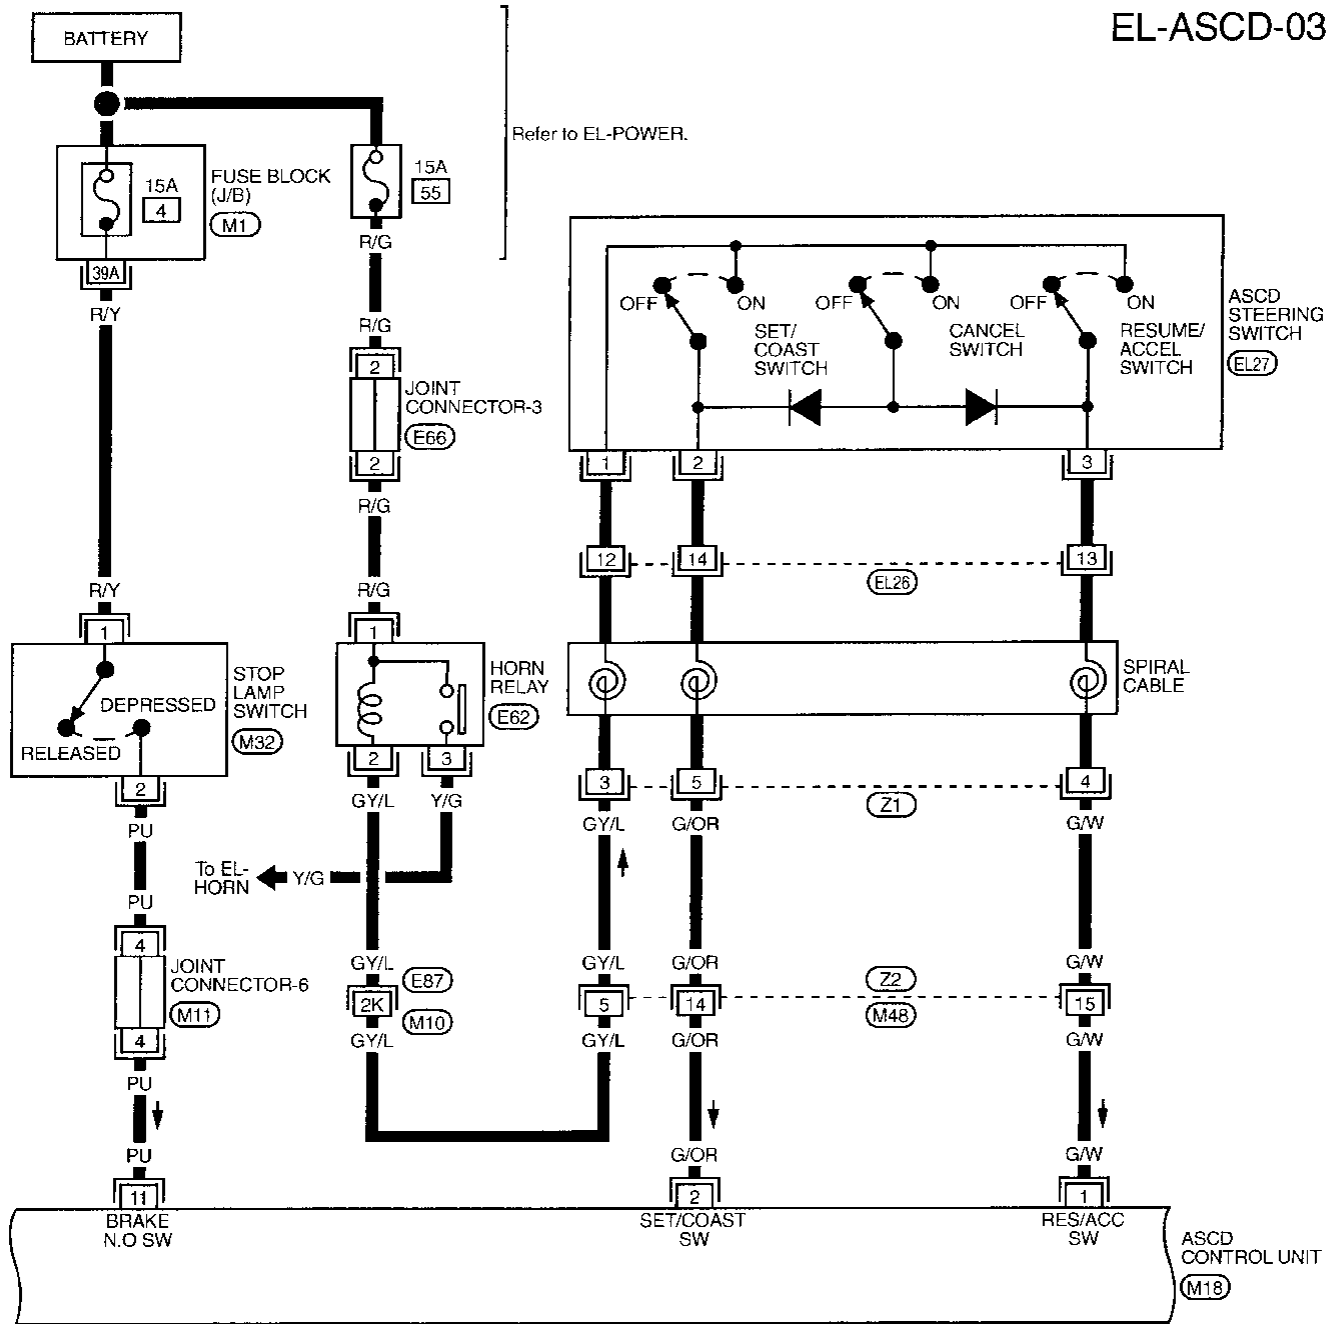 EL-ASCD-03
BATTERY
Refer to EL-POWER.
15A
4
FUSE BLOCK
(J/B)
M1
15A
55
39A
R/Y
R/G
R/G
2
JOINT
CONNECTOR-3
E66
2
R/G
R/G
R/Y
1
STOP
LAMP
SWITCH
M32
DEPRESSED
RELEASED
2
PU
PU
4
JOINT
CONNECTOR-6
M11
4
PU
PU
11
BRAKE
N.O SW
1
HORN
RELAY
E62
2
3
GY/L
Y/G
To EL-
HORN
Y/G
GY/L
E87
2K
M10
GY/L
OFF
ON
SET/
COAST
SWITCH
OFF
ON
CANCEL
SWITCH
OFF
ON
RESUME/
ACCEL
SWITCH
ASCD
STEERING
SWITCH
EL27
1
2
3
12
14
13
EL26
SPIRAL
CABLE
3
5
4
Z1
GY/L
G/OR
G/W
GY/L
G/OR
G/W
Z2
5
14
15
M48
GY/L
G/OR
G/W
G/OR
G/W
2
1
SET/COAST
SW
RES/ACC
SW
ASCD
CONTROL UNIT
M18